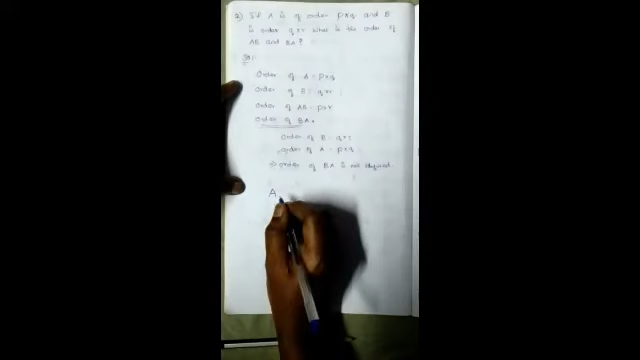 2) If A is of order p×q and B
is order q×r what is the order of
AB and BA?
Sol:
Order of A = p×q
order of B = q×r
order of AB = p×r
order of BA.
order of B = q×r
order of A = p×q
⇒ order of BA is not defined.
A